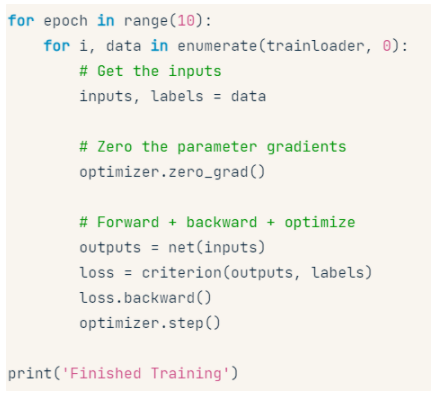 for epoch in range(10):
    for i, data in enumerate(trainloader, 0):
        # Get the inputs
        inputs, labels = data

        # Zero the parameter gradients
        optimizer.zero_grad()

        # Forward + backward + optimize
        outputs = net(inputs)
        loss = criterion(outputs, labels)
        loss.backward()
        optimizer.step()

print('Finished Training')